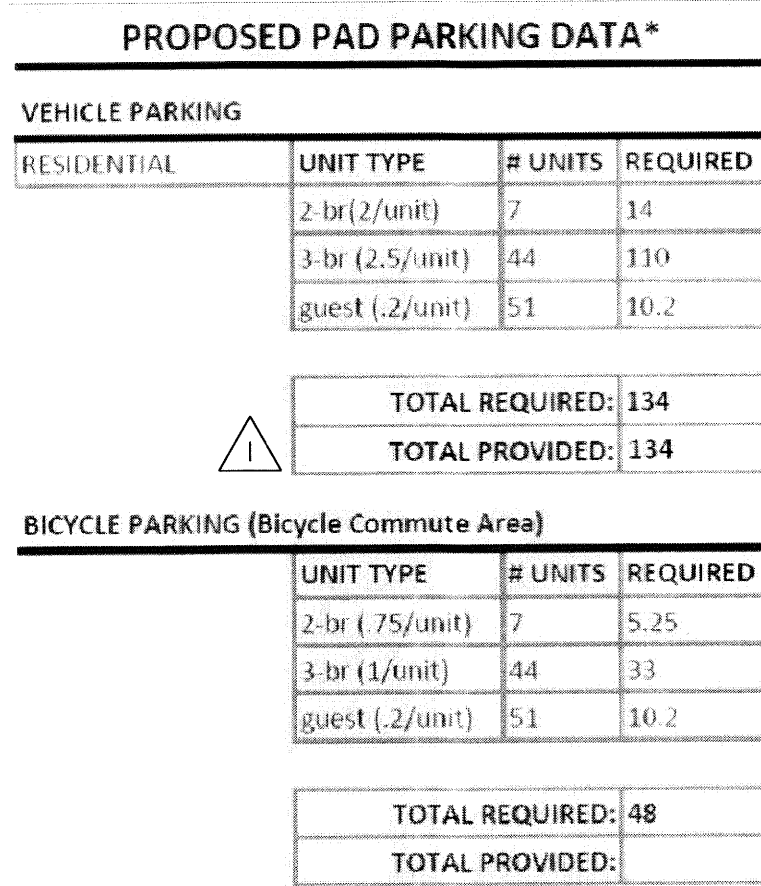 PROPOSED PAD PARKING DATA*
VEHICLE PARKING
RESIDENTIAL UNIT TYPE # UNITS REQUIRED
2-br(2/unit) 7 14
3-br (2.5/unit) 44 110
guest (.2/unit) 51 10.2
TOTAL REQUIRED: 134
1 TOTAL PROVIDED: 134
BICYCLE PARKING (Bicycle Commute Area)
UNIT TYPE # UNITS REQUIRED
2-br (.75/unit) 7 5.25
3-br (1/unit) 44 33
guest (.2/unit) 51 10.2
TOTAL REQUIRED: 48
TOTAL PROVIDED: